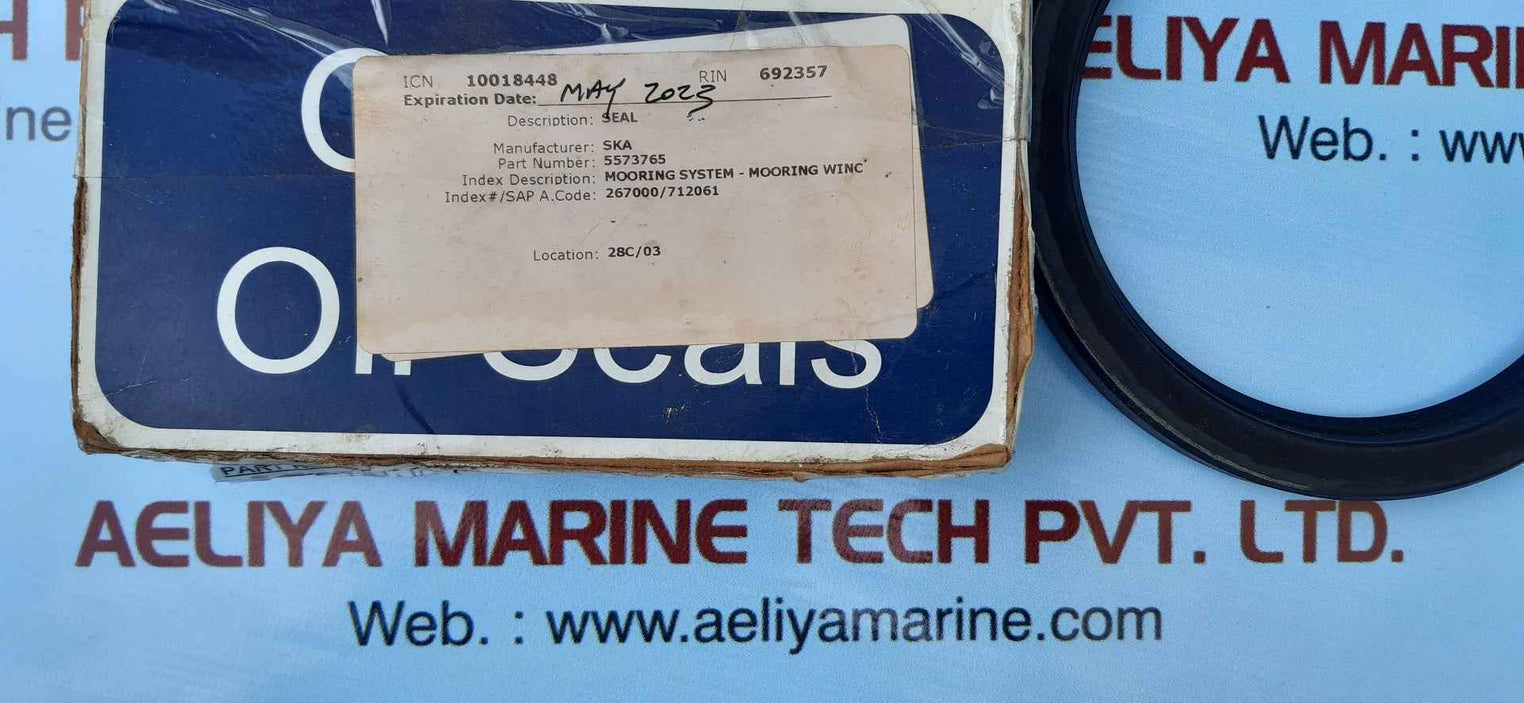 ELIYA MARI
ne
Web. : www
ICN 10018448 RIN 692357
Expiration Date: MAY 2023
Description: SEAL
Manufacturer: SKA
Part Number: 5573765
Index Description: MOORING SYSTEM - MOORING WINC
Index#/SAP A.Code: 267000/712061
Location: 28C/03
Oil Seals
AELIYA MARINE TECH PVT. LTD.
Web. : www.aeliyamarine.com